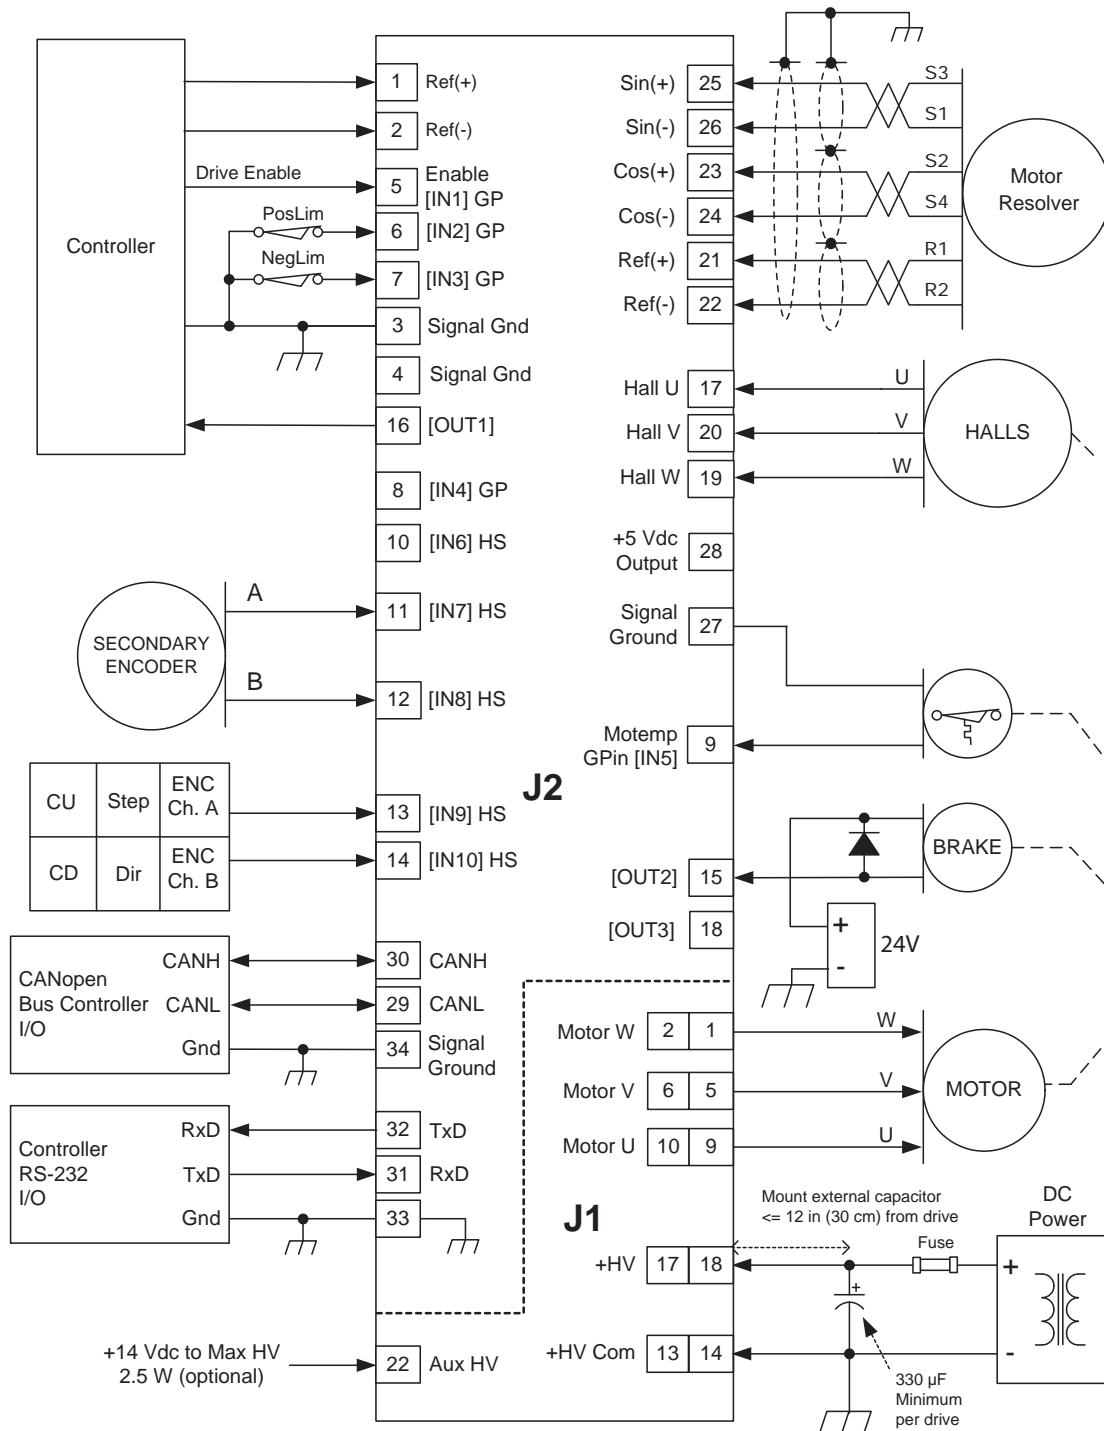 Controller
Drive Enable
PosLim
NegLim
1 Ref(+)
2 Ref(-)
5 Enable
[IN1] GP
6 [IN2] GP
7 [IN3] GP
3 Signal Gnd
4 Signal Gnd
16 [OUT1]
8 [IN4] GP
10 [IN6] HS
SECONDARY
ENCODER
A
B
11 [IN7] HS
12 [IN8] HS
CU Step ENC
Ch. A
CD Dir ENC
Ch. B
13 [IN9] HS
14 [IN10] HS
J2
CANopen
Bus Controller
I/O
CANH
CANL
Gnd
30 CANH
29 CANL
34 Signal
Ground
Controller
RS-232
I/O
RxD
TxD
Gnd
32 TxD
31 RxD
33
+14 Vdc to Max HV
2.5 W (optional)
22 Aux HV
Sin(+) 25
Sin(-) 26
Cos(+) 23
Cos(-) 24
Ref(+) 21
Ref(-) 22
S3
S1
S2
S4
R1
R2
Motor
Resolver
Hall U 17
Hall V 20
Hall W 19
U
V
W
HALLS
+5 Vdc
Output 28
Signal
Ground 27
Motemp
GPin [IN5] 9
[OUT2] 15
[OUT3] 18
BRAKE
+
-
24V
Motor W 2 1
Motor V 6 5
Motor U 10 9
W
V
U
MOTOR
J1
Mount external capacitor
<= 12 in (30 cm) from drive
DC
Power
Fuse
+HV 17 18
+
+
+HV Com 13 14
-
330 µF
Minimum
per drive